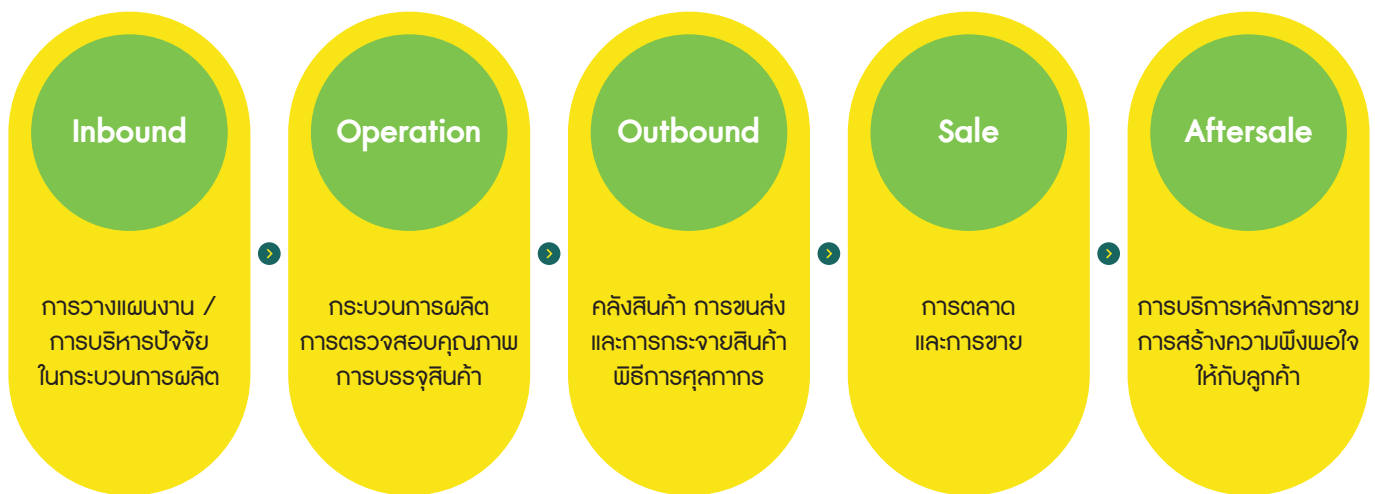 Inbound
การวางแผนงาน /
การบริหารปัจจัย
ในกระบวนการผลิต
Operation
กระบวนการผลิต
การตรวจสอบคุณภาพ
การบรรจุสินค้า
Outbound
คลังสินค้า การขนส่ง
และการกระจายสินค้า
พิธีการศุลกากร
Sale
การตลาด
และการขาย
Aftersale
การบริการหลังการขาย
การสร้างความพึงพอใจ
ให้กับลูกค้า